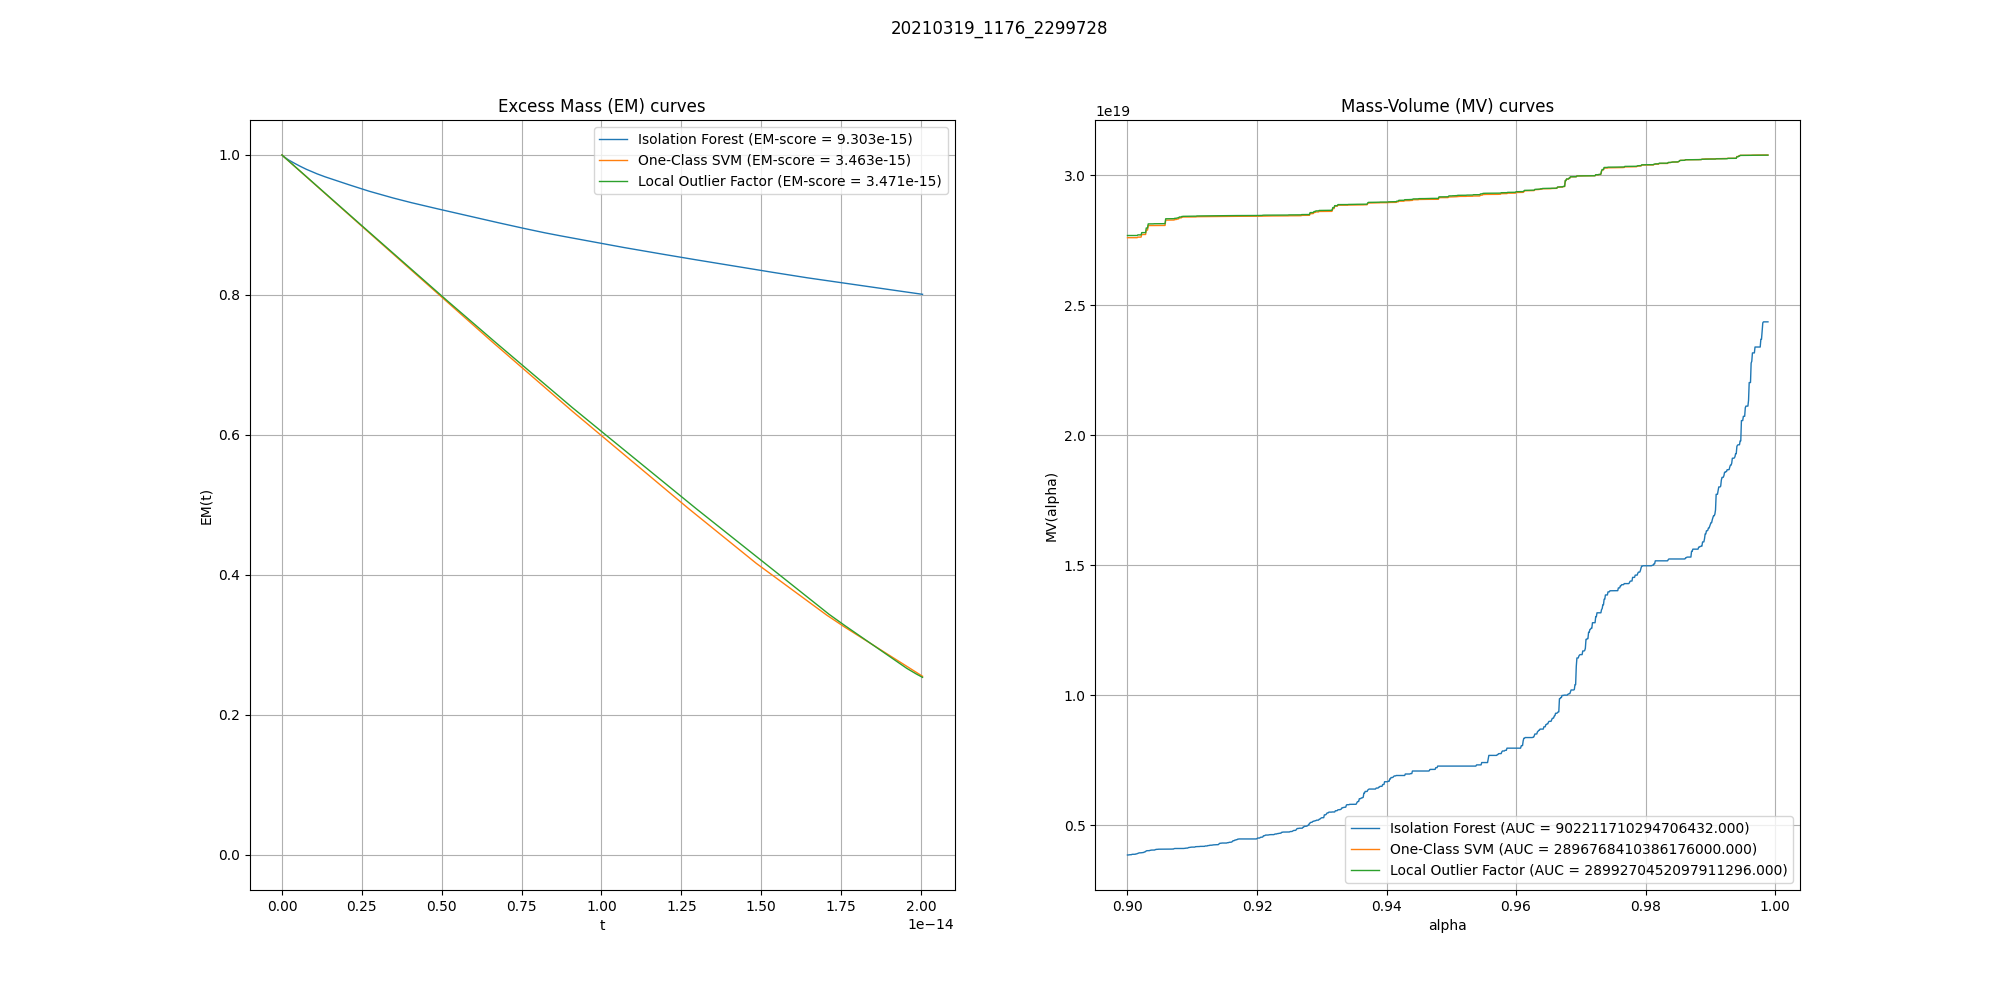 20210319_1176_2299728
Excess Mass (EM) curves
Isolation Forest (EM-score = 9.303e-15)
One-Class SVM (EM-score = 3.463e-15)
Local Outlier Factor (EM-score = 3.471e-15)
1.0
0.8
0.6
0.4
0.2
0.0
EM(t)
0.00 0.25 0.50 0.75 1.00 1.25 1.50 1.75 2.00
1e−14
t
Mass-Volume (MV) curves
1e19
3.0
2.5
2.0
1.5
1.0
0.5
MV(alpha)
Isolation Forest (AUC = 902211710294706432.000)
One-Class SVM (AUC = 2896768410386176000.000)
Local Outlier Factor (AUC = 2899270452097911296.000)
0.90 0.92 0.94 0.96 0.98 1.00
alpha